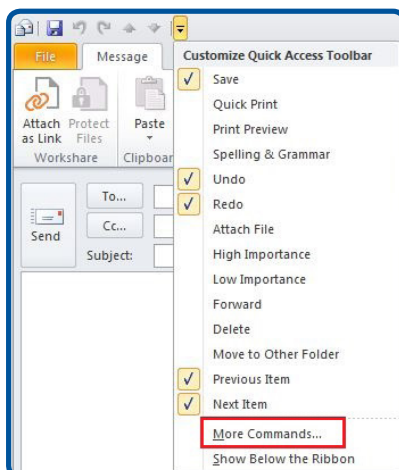 File
Message
Customize Quick Access Toolbar
Save
Quick Print
Print Preview
Spelling & Grammar
Undo
Redo
Attach File
High Importance
Low Importance
Forward
Delete
Move to Other Folder
Previous Item
Next Item
More Commands...
Show Below the Ribbon
Attach as Link
Protect Files
Paste
Workshare
Clipboar
Send
To...
Cc...
Subject: